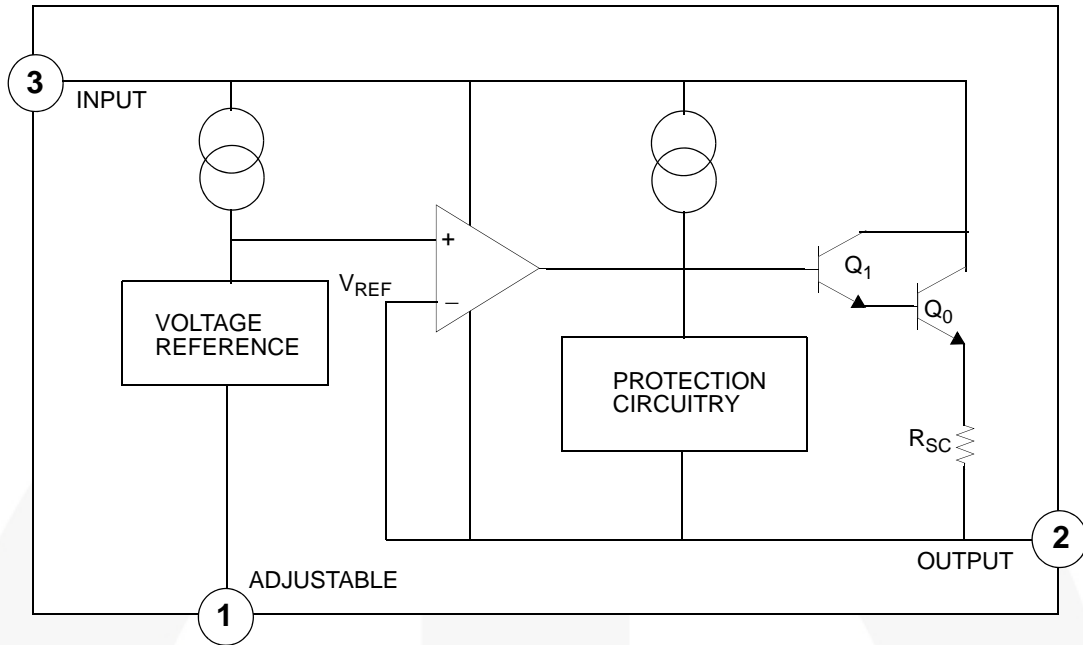 3
INPUT
+
Q1
VREF
−
Q0
VOLTAGE
REFERENCE
PROTECTION
CIRCUITRY
RSC
2
OUTPUT
ADJUSTABLE
1